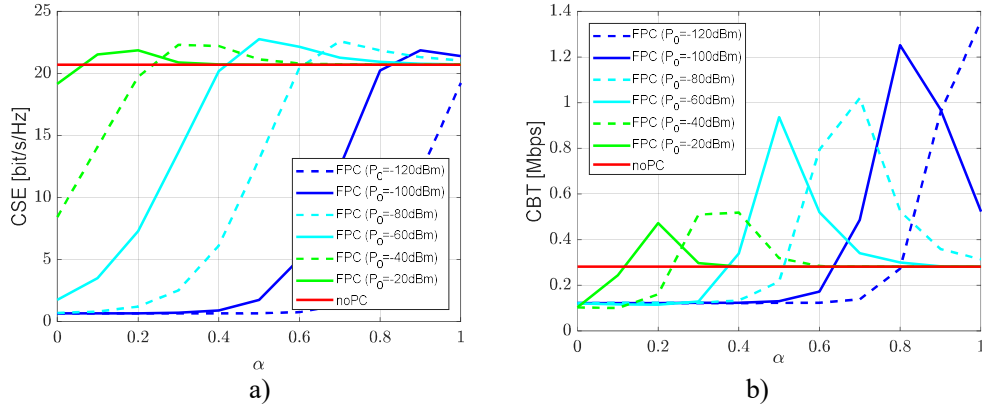 25
20
15
10
5
0
CSE [bit/s/Hz]
FPC (P₀=-120dBm)
FPC (P₀=-100dBm)
FPC (P₀=-80dBm)
FPC (P₀=-60dBm)
FPC (P₀=-40dBm)
FPC (P₀=-20dBm)
noPC
0 0.2 0.4 0.6 0.8 1
α
a)
1.4
1.2
1
0.8
0.6
0.4
0.2
0
CBT [Mbps]
FPC (P₀=-120dBm)
FPC (P₀=-100dBm)
FPC (P₀=-80dBm)
FPC (P₀=-60dBm)
FPC (P₀=-40dBm)
FPC (P₀=-20dBm)
noPC
0 0.2 0.4 0.6 0.8 1
α
b)